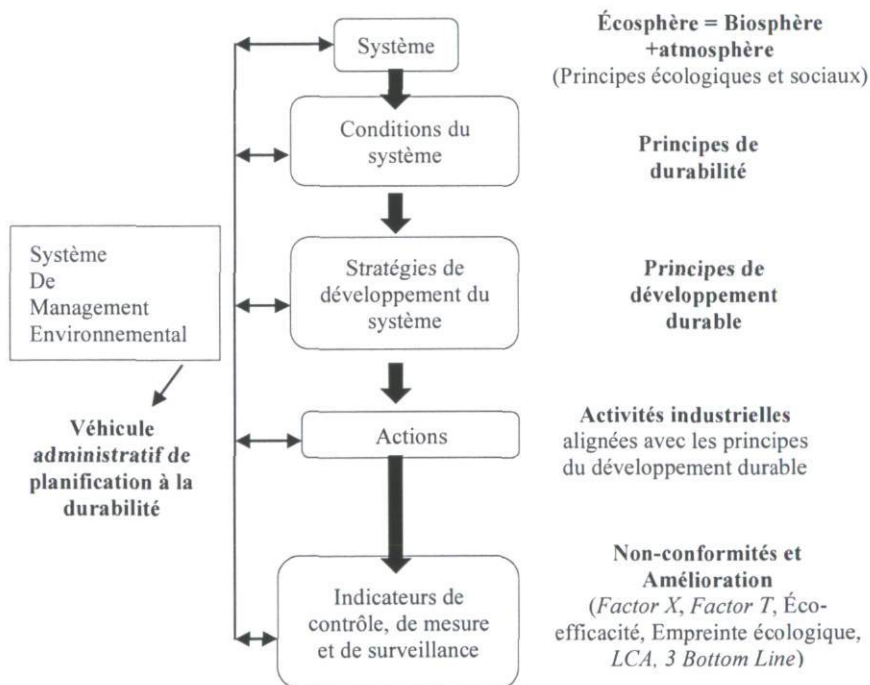 Système
Écosphère = Biosphère
+atmosphère
(Principes écologiques et sociaux)
Conditions du
système
Principes de
durabilité
Système
De
Management
Environnemental
Stratégies de
développement du
système
Principes de
développement
durable
Véhicule
administratif de
planification à la
durabilité
Actions
Activités industrielles
alignées avec les principes
du développement durable
Indicateurs de
contrôle, de mesure
et de surveillance
Non-conformités et
Amélioration
(Factor X, Factor T, Éco-
efficacité, Empreinte écologique,
LCA, 3 Bottom Line)